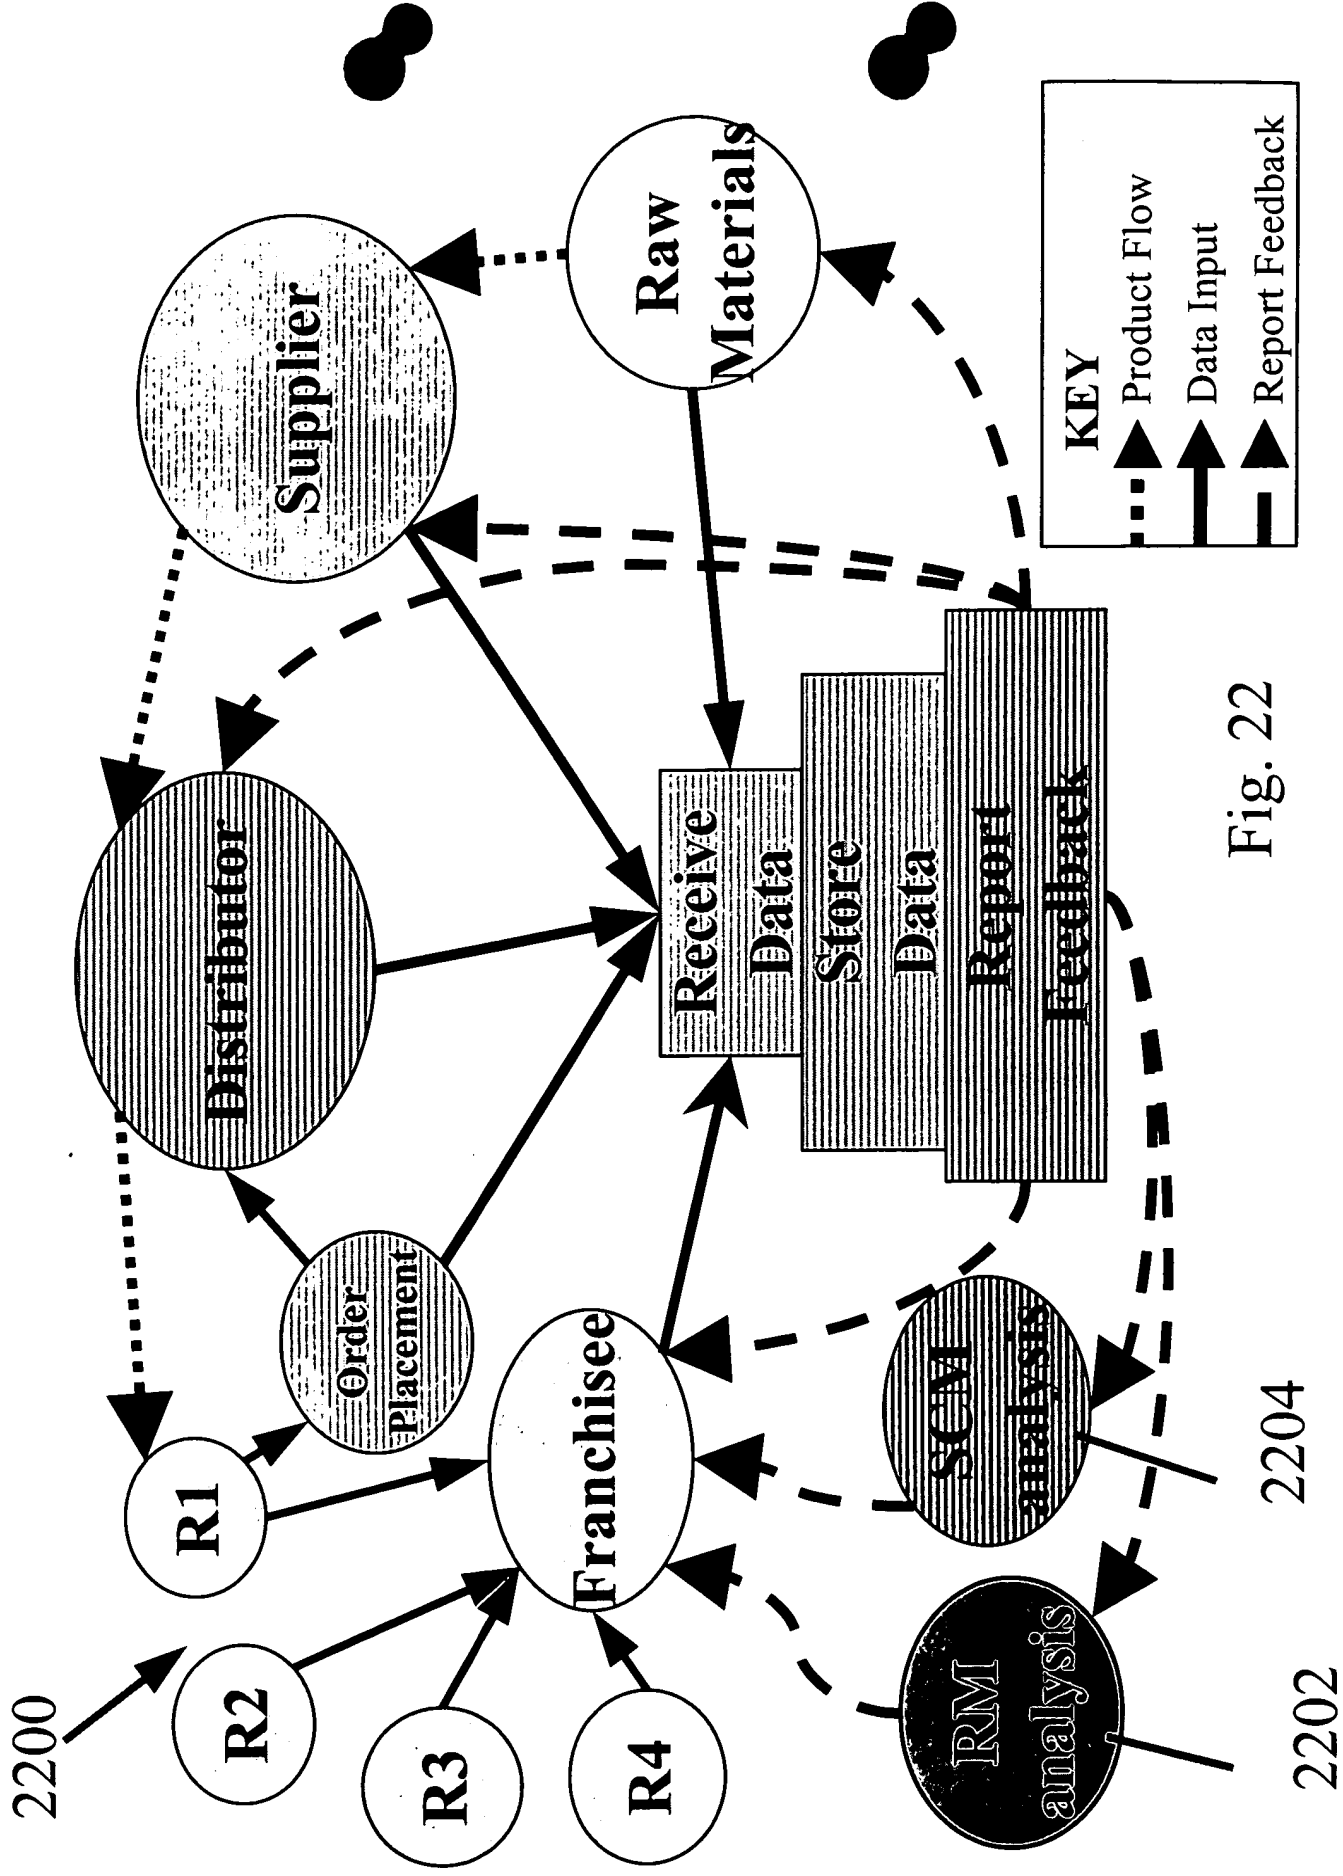 2200
R1
R2
R3
R4
Order
Placement
Distributor
Supplier
Franchisee
Raw
Materials
Receive
Data
Store
Data
Report
Feedback
RM
analysis
SCM
analysis
2202
2204
KEY
Product Flow
Data Input
Report Feedback
Fig. 22